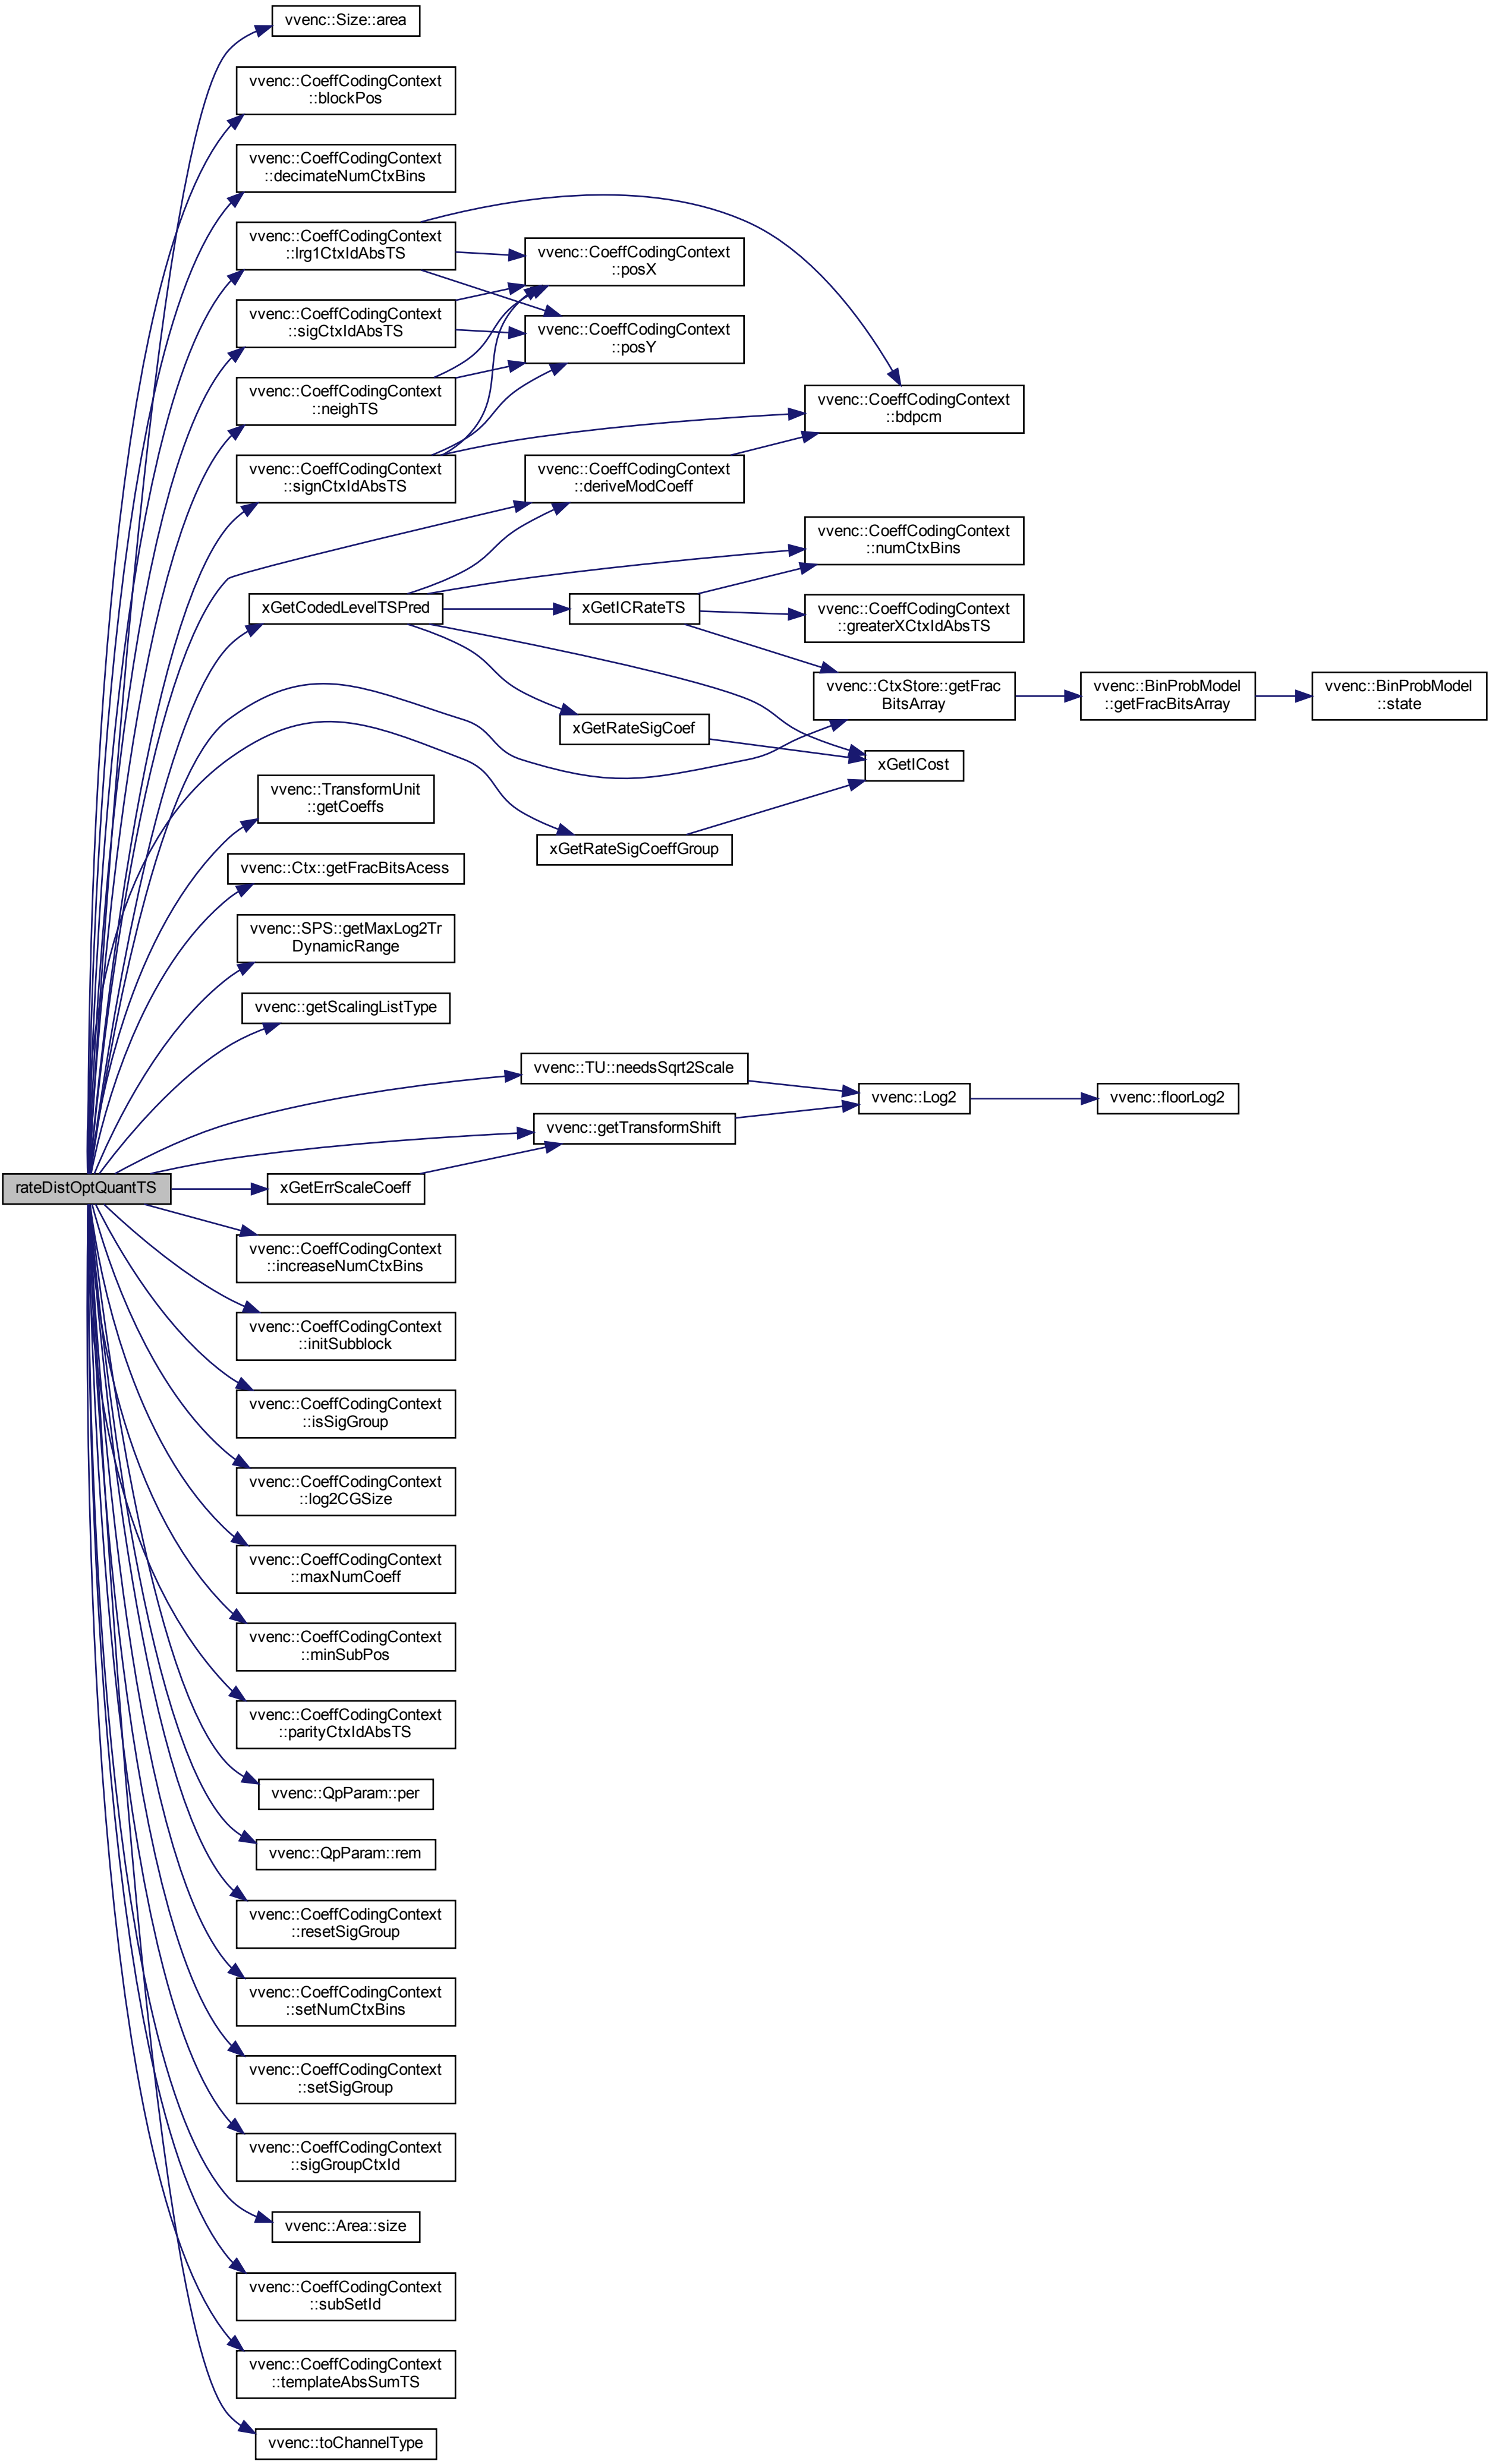 vvenc::Size::area
vvenc::CoeffCodingContext
::blockPos
vvenc::CoeffCodingContext
::decimateNumCtxBins
vvenc::CoeffCodingContext
::lrg1CtxIdAbsTS
vvenc::CoeffCodingContext
::posX
vvenc::CoeffCodingContext
::sigCtxIdAbsTS
vvenc::CoeffCodingContext
::posY
vvenc::CoeffCodingContext
::neighTS
vvenc::CoeffCodingContext
::bdpcm
vvenc::CoeffCodingContext
::signCtxIdAbsTS
vvenc::CoeffCodingContext
::deriveModCoeff
vvenc::CoeffCodingContext
::numCtxBins
xGetCodedLevelTSPred
xGetICRateTS
vvenc::CoeffCodingContext
::greaterXCtxIdAbsTS
vvenc::CtxStore::getFrac
BitsArray
vvenc::BinProbModel
::getFracBitsArray
vvenc::BinProbModel
::state
xGetRateSigCoef
xGetICost
vvenc::TransformUnit
::getCoeffs
xGetRateSigCoeffGroup
vvenc::Ctx::getFracBitsAcess
vvenc::SPS::getMaxLog2Tr
DynamicRange
vvenc::getScalingListType
vvenc::TU::needsSqrt2Scale
vvenc::Log2
vvenc::floorLog2
vvenc::getTransformShift
rateDistOptQuantTS
xGetErrScaleCoeff
vvenc::CoeffCodingContext
::increaseNumCtxBins
vvenc::CoeffCodingContext
::initSubblock
vvenc::CoeffCodingContext
::isSigGroup
vvenc::CoeffCodingContext
::log2CGSize
vvenc::CoeffCodingContext
::maxNumCoeff
vvenc::CoeffCodingContext
::minSubPos
vvenc::CoeffCodingContext
::parityCtxIdAbsTS
vvenc::QpParam::per
vvenc::QpParam::rem
vvenc::CoeffCodingContext
::resetSigGroup
vvenc::CoeffCodingContext
::setNumCtxBins
vvenc::CoeffCodingContext
::setSigGroup
vvenc::CoeffCodingContext
::sigGroupCtxId
vvenc::Area::size
vvenc::CoeffCodingContext
::subSetId
vvenc::CoeffCodingContext
::templateAbsSumTS
vvenc::toChannelType